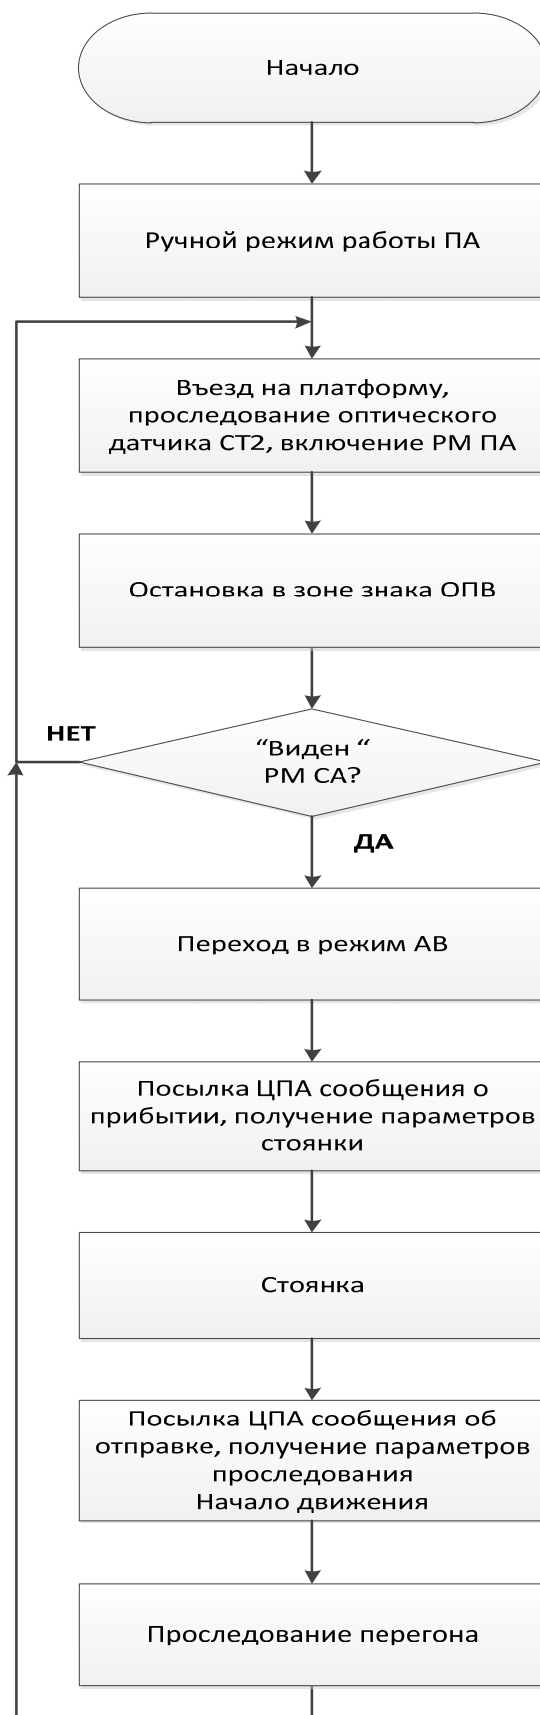 Начало
Ручной режим работы ПА
Въезд на платформу,
проследование оптического
датчика СТ2, включение РМ ПА
Остановка в зоне знака ОПВ
НЕТ
“Виден “
РМ СА?
ДА
Переход в режим АВ
Посылка ЦПА сообщения о
прибытии, получение параметров
стоянки
Стоянка
Посылка ЦПА сообщения об
отправке, получение параметров
проследования
Начало движения
Проследование перегона